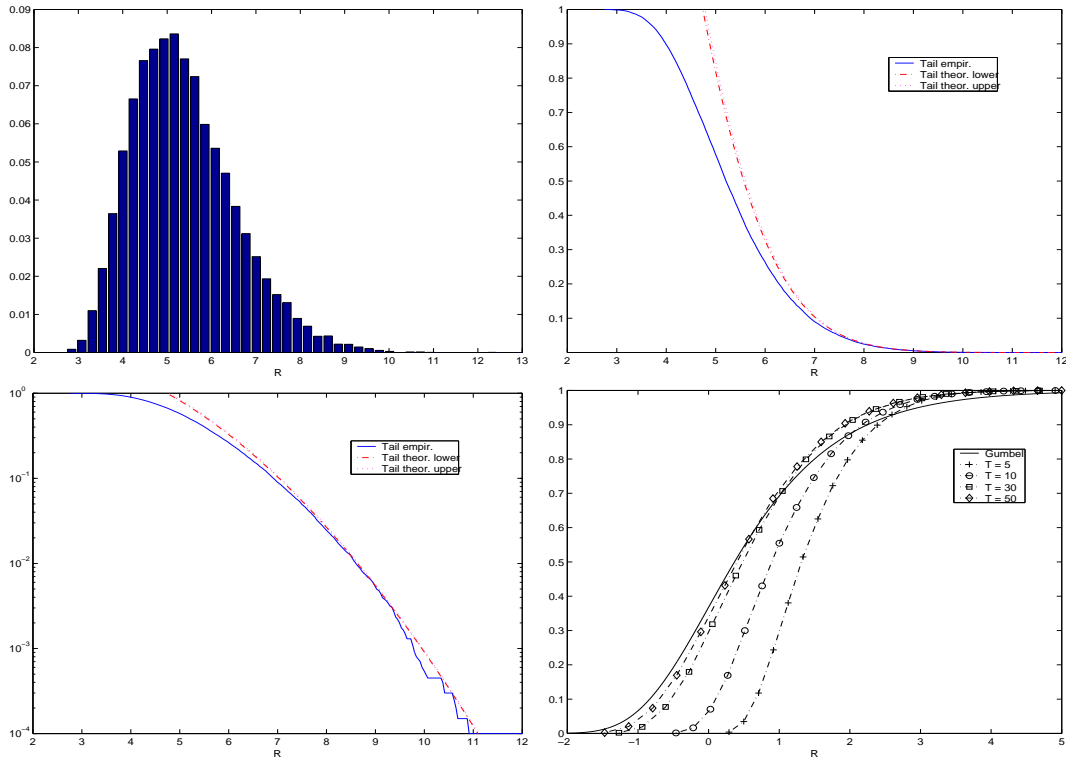 0.09
0.08
0.07
0.06
0.05
0.04
0.03
0.02
0.01
0
2 3 4 5 6 7 8 9 10 11 12 13
R
1
0.9
0.8
0.7
0.6
0.5
0.4
0.3
0.2
0.1
2 3 4 5 6 7 8 9 10 11 12
R
Tail empir.
Tail theor. lower
Tail theor. upper
10^0
10^-1
10^-2
10^-3
10^-4
2 3 4 5 6 7 8 9 10 11 12
R
Tail empir.
Tail theor. lower
Tail theor. upper
1
0.9
0.8
0.7
0.6
0.5
0.4
0.3
0.2
0.1
0
−2 −1 0 1 2 3 4 5
R
Gumbel
T = 5
T = 10
T = 30
T = 50